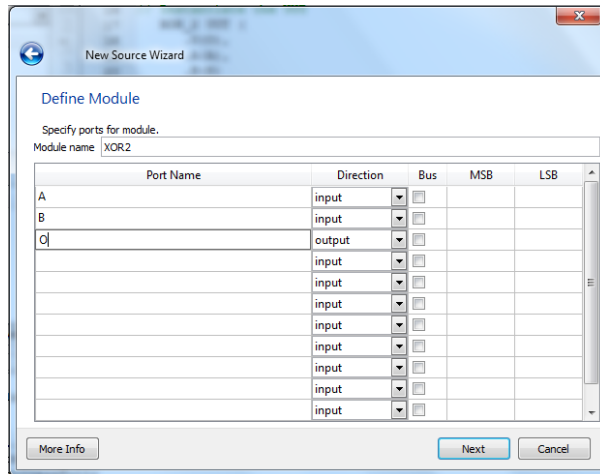 New Source Wizard
Define Module
Specify ports for module.
Module name XOR2
Port Name Direction Bus MSB LSB
A input
B input
O output
input
input
input
input
input
input
input
input
More Info Next Cancel